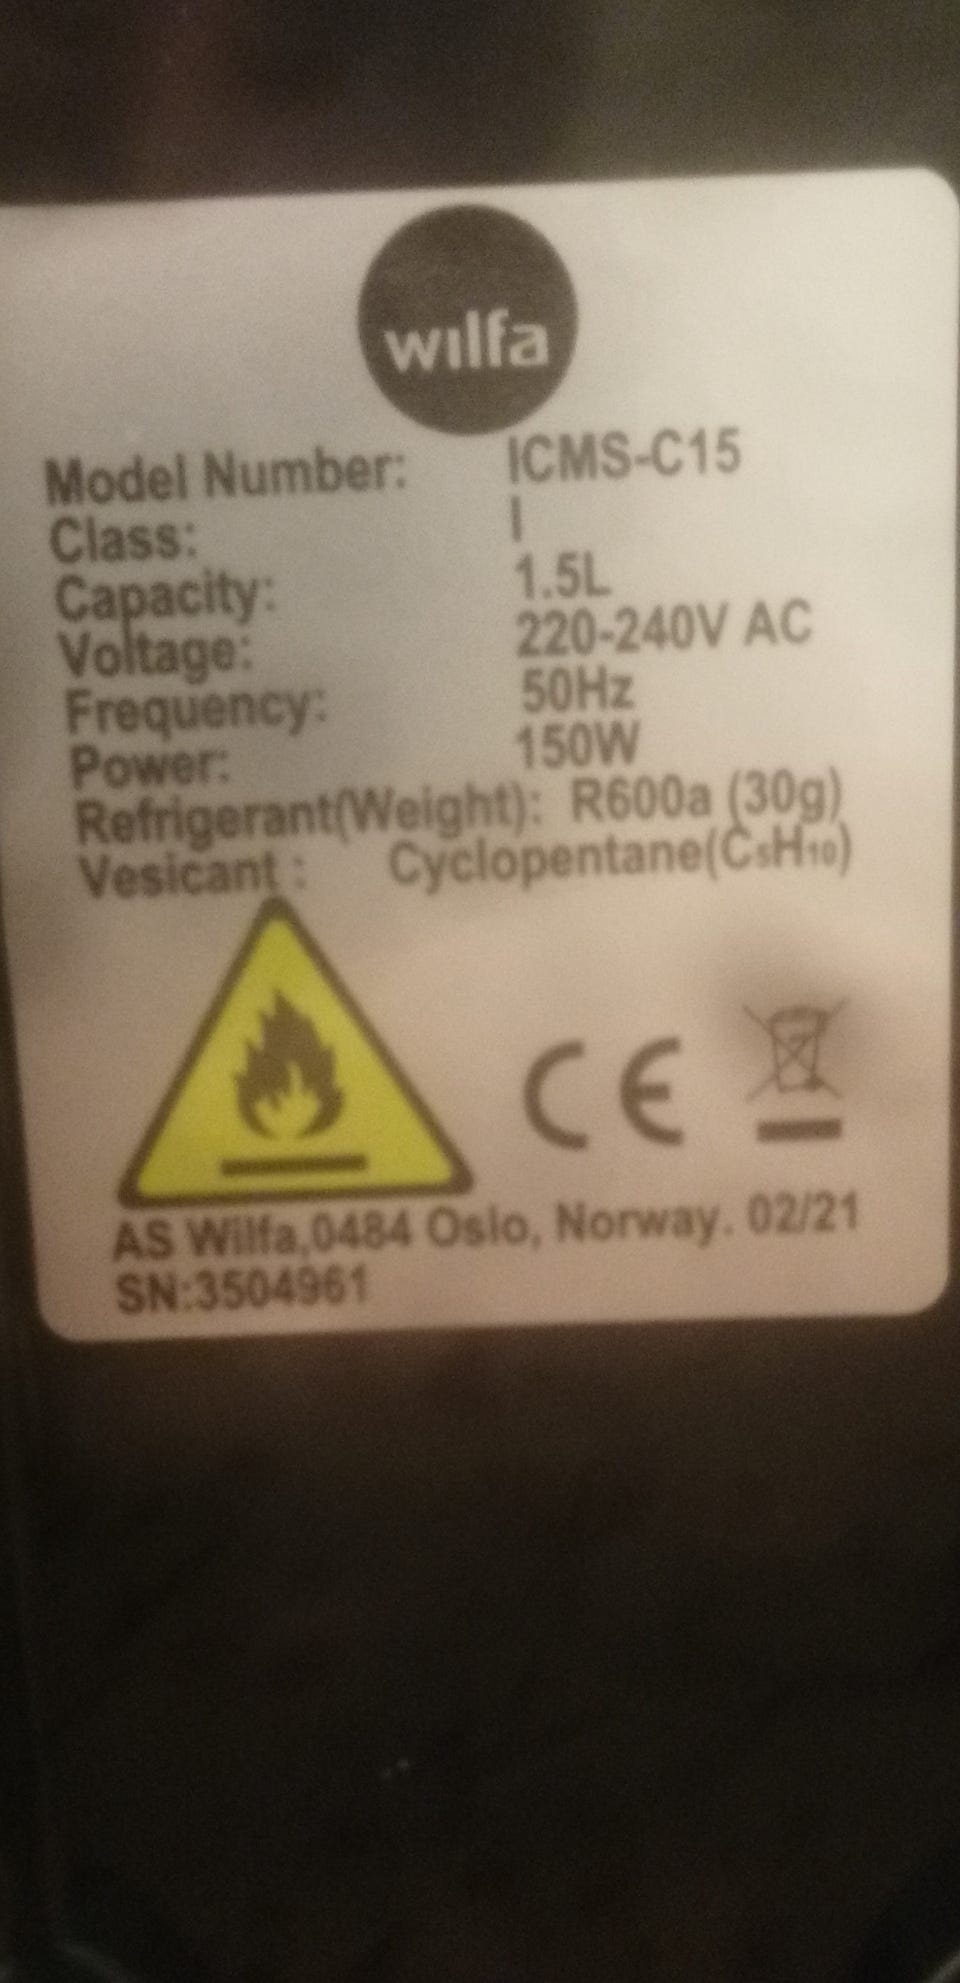 wilfa
Model Number: ICMS-C15
Class: I
Capacity: 1.5L
Voltage: 220-240V AC
Frequency: 50Hz
Power: 150W
Refrigerant(Weight): R600a (30g)
Vesicant : Cyclopentane(C₅H₁₀)
CE
AS Wilfa,0484 Oslo, Norway. 02/21
SN:3504961